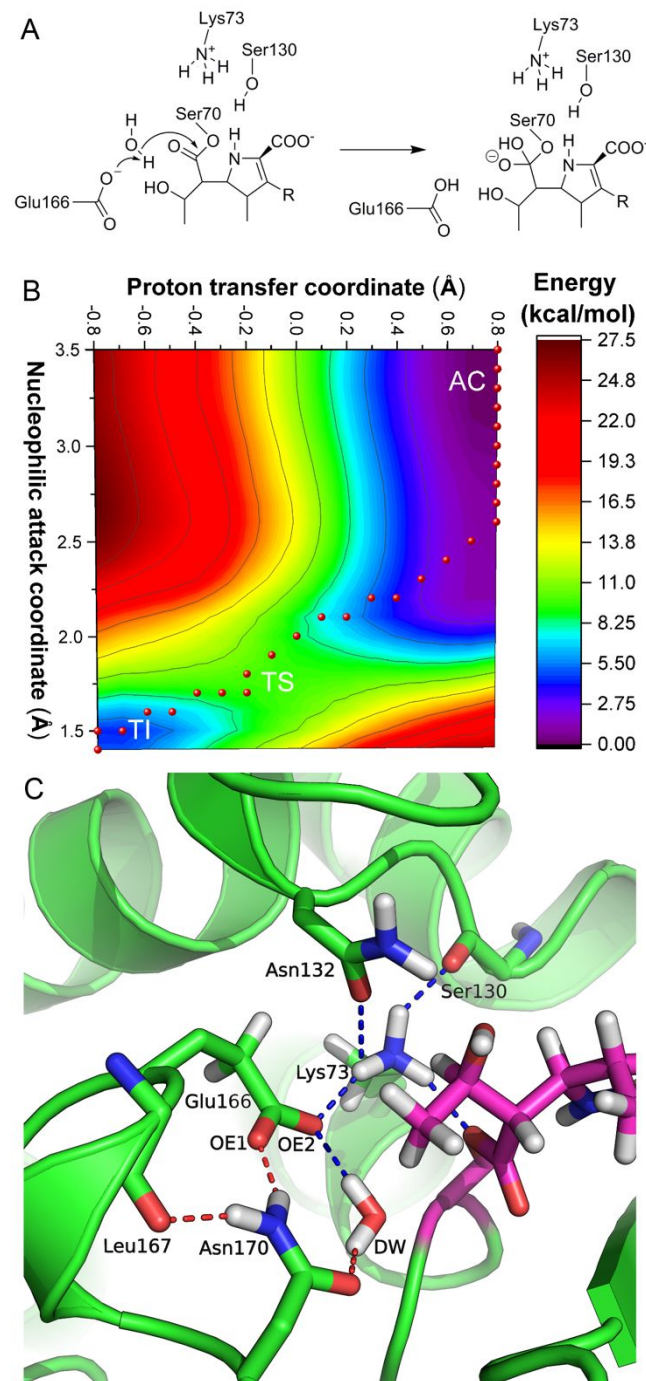 A
Lys73
N+
H H H
Ser130
O
H
Ser70
O
O
H
N
COO-
R
HO
H O H
O-
Glu166
O
Lys73
N+
H H H
Ser130
O
H
Ser70
HO O
⊖O
H
N
COO-
R
HO
OH
Glu166
O
B
Proton transfer coordinate (Å)
-0.8 -0.6 -0.4 -0.2 0.0 0.2 0.4 0.6 0.8
Nucleophilic attack coordinate (Å)
3.5
3.0
2.5
2.0
1.5
AC
TS
TI
Energy
(kcal/mol)
27.5
24.8
22.0
19.3
16.5
13.8
11.0
8.25
5.50
2.75
0.00
C
Asn132
Ser130
Lys73
Glu166
OE1 OE2
Leu167
Asn170
DW